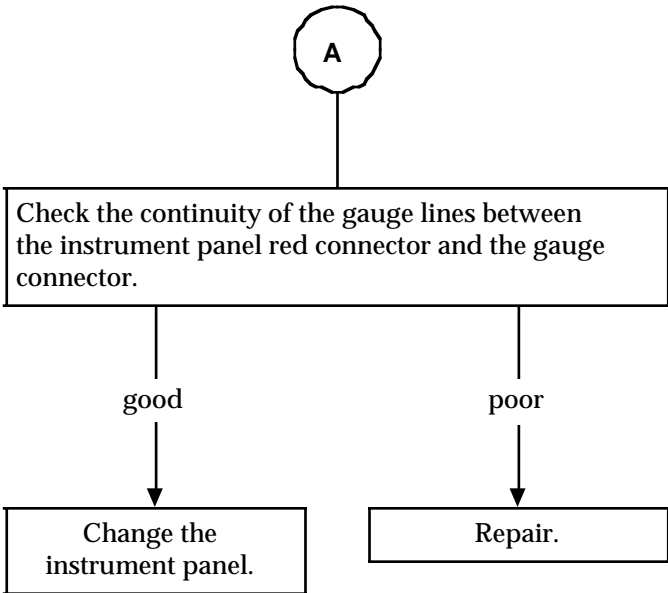 A
Check the continuity of the gauge lines between
the instrument panel red connector and the gauge
connector.
good
poor
Change the
instrument panel.
Repair.